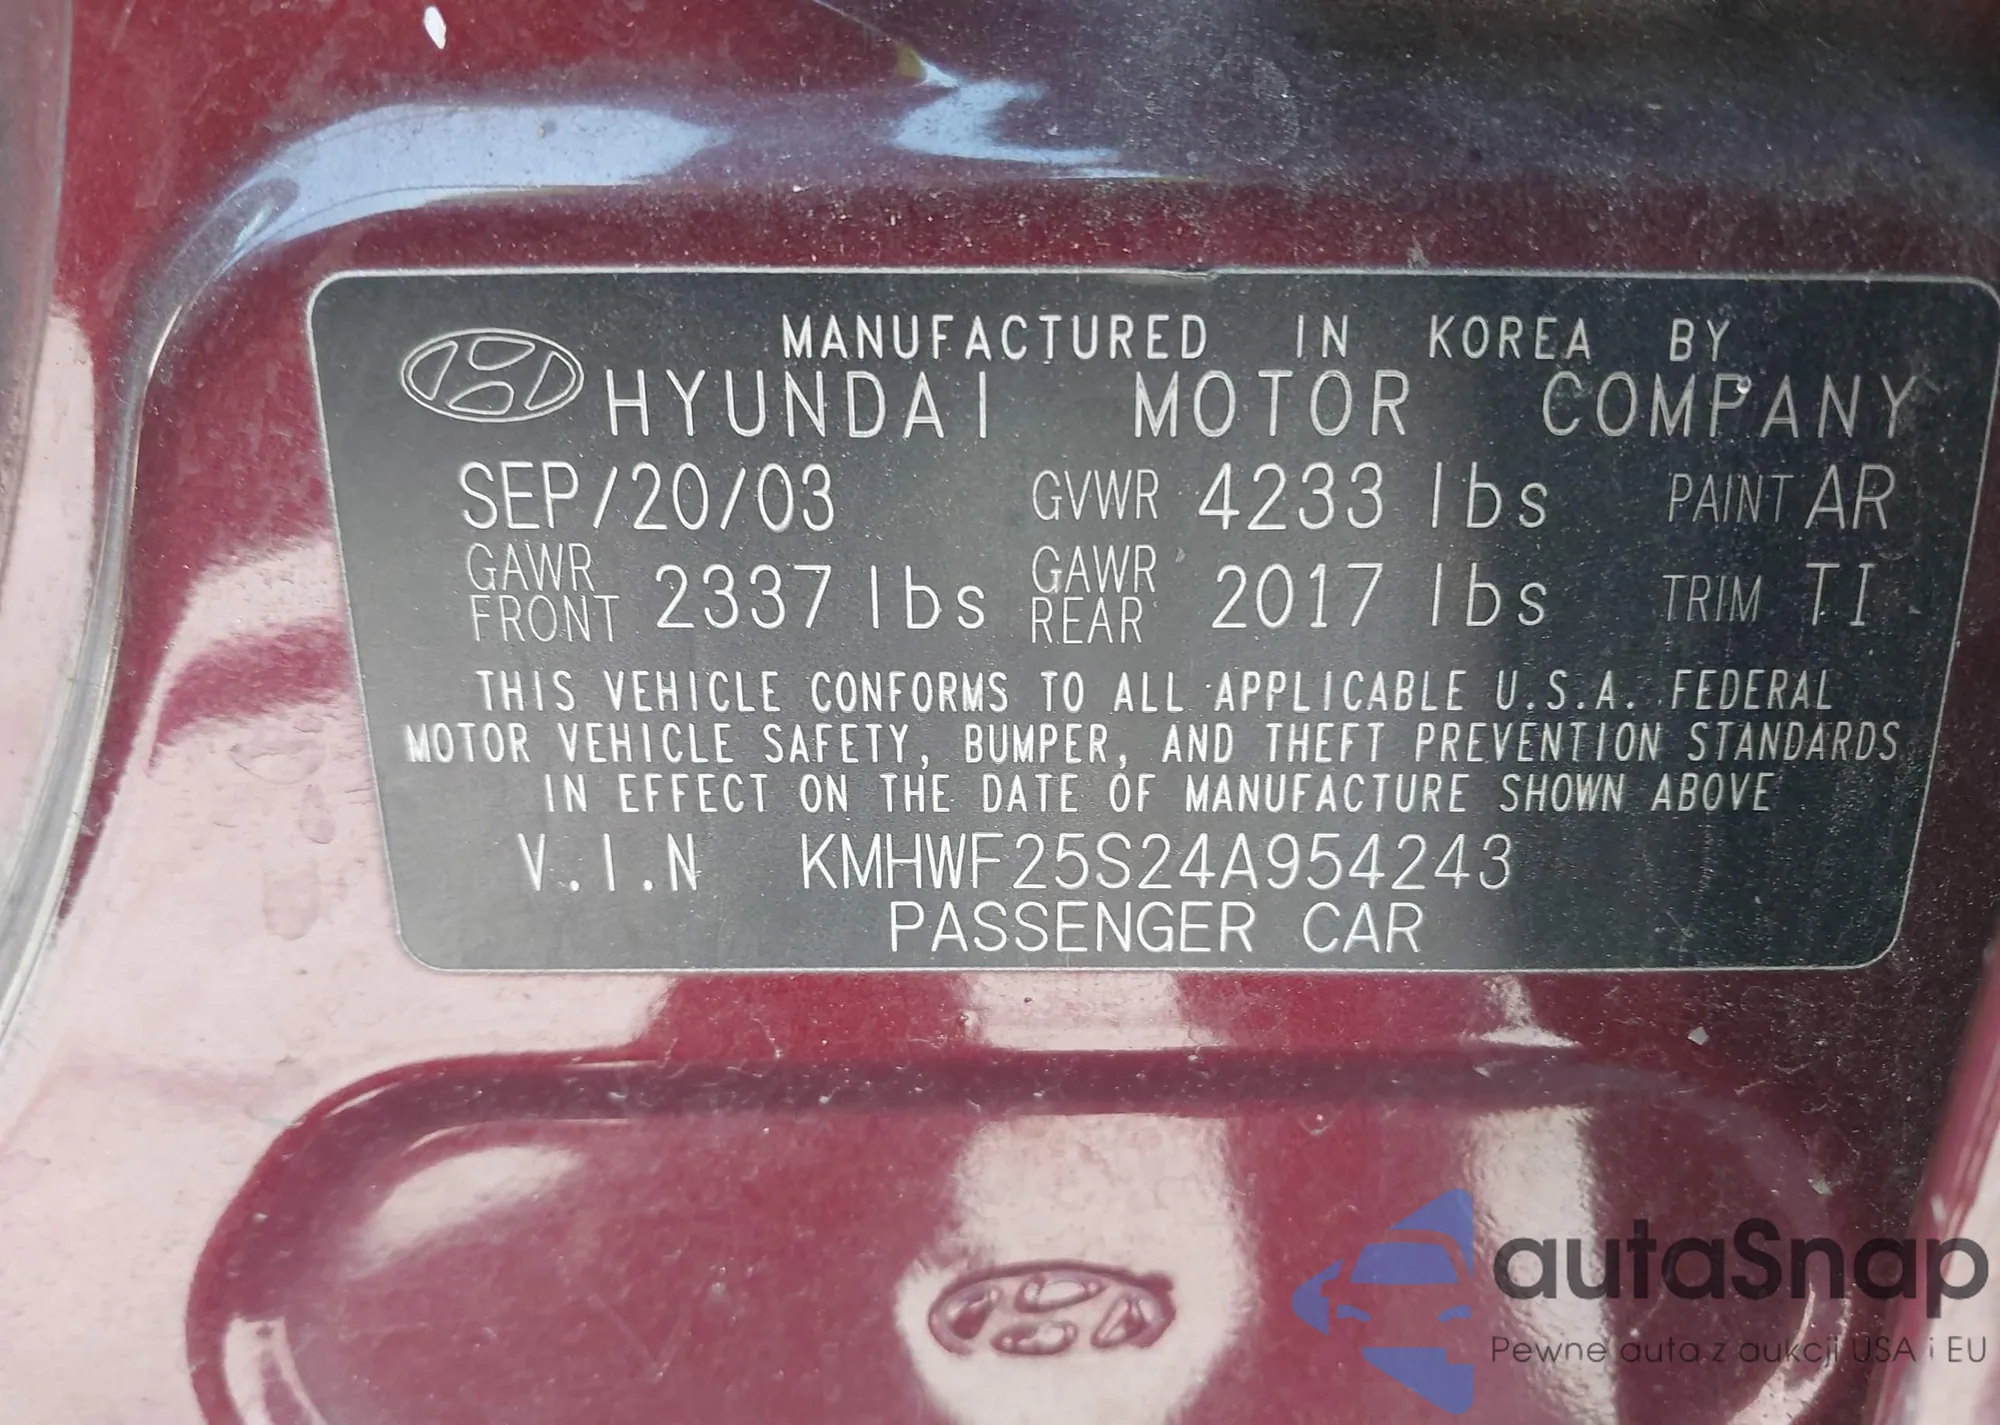 MANUFACTURED IN KOREA BY
HYUNDAI MOTOR COMPANY
SEP/20/03 GVWR 4233 lbs PAINT AR
GAWR FRONT 2337 lbs GAWR REAR 2017 lbs TRIM TI
THIS VEHICLE CONFORMS TO ALL APPLICABLE U.S.A. FEDERAL
MOTOR VEHICLE SAFETY, BUMPER, AND THEFT PREVENTION STANDARDS
IN EFFECT ON THE DATE OF MANUFACTURE SHOWN ABOVE
V.I.N KMHWF25S24A954243
PASSENGER CAR
autaSnap
Pewne auta z aukcji USA i EU